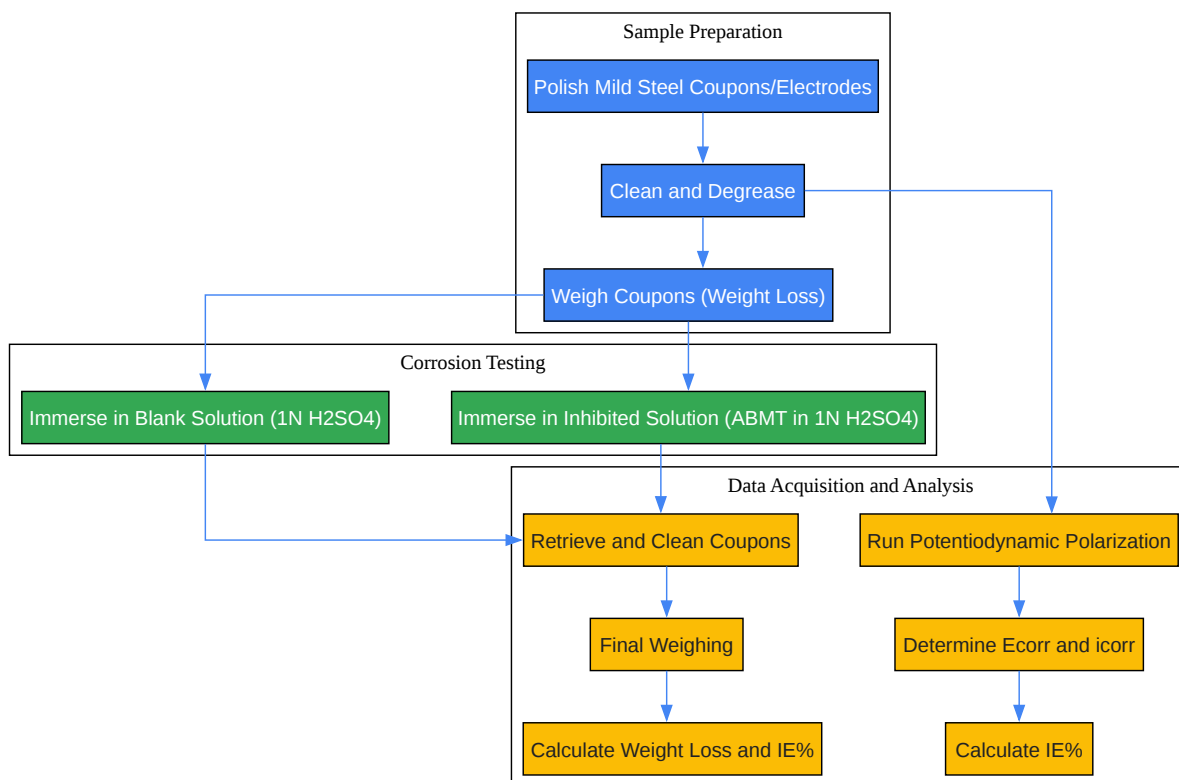 Sample Preparation
Polish Mild Steel Coupons/Electrodes
Clean and Degrease
Weigh Coupons (Weight Loss)
Corrosion Testing
Immerse in Blank Solution (1N H2SO4)
Immerse in Inhibited Solution (ABMT in 1N H2SO4)
Data Acquisition and Analysis
Retrieve and Clean Coupons
Run Potentiodynamic Polarization
Final Weighing
Determine Ecorr and icorr
Calculate Weight Loss and IE%
Calculate IE%